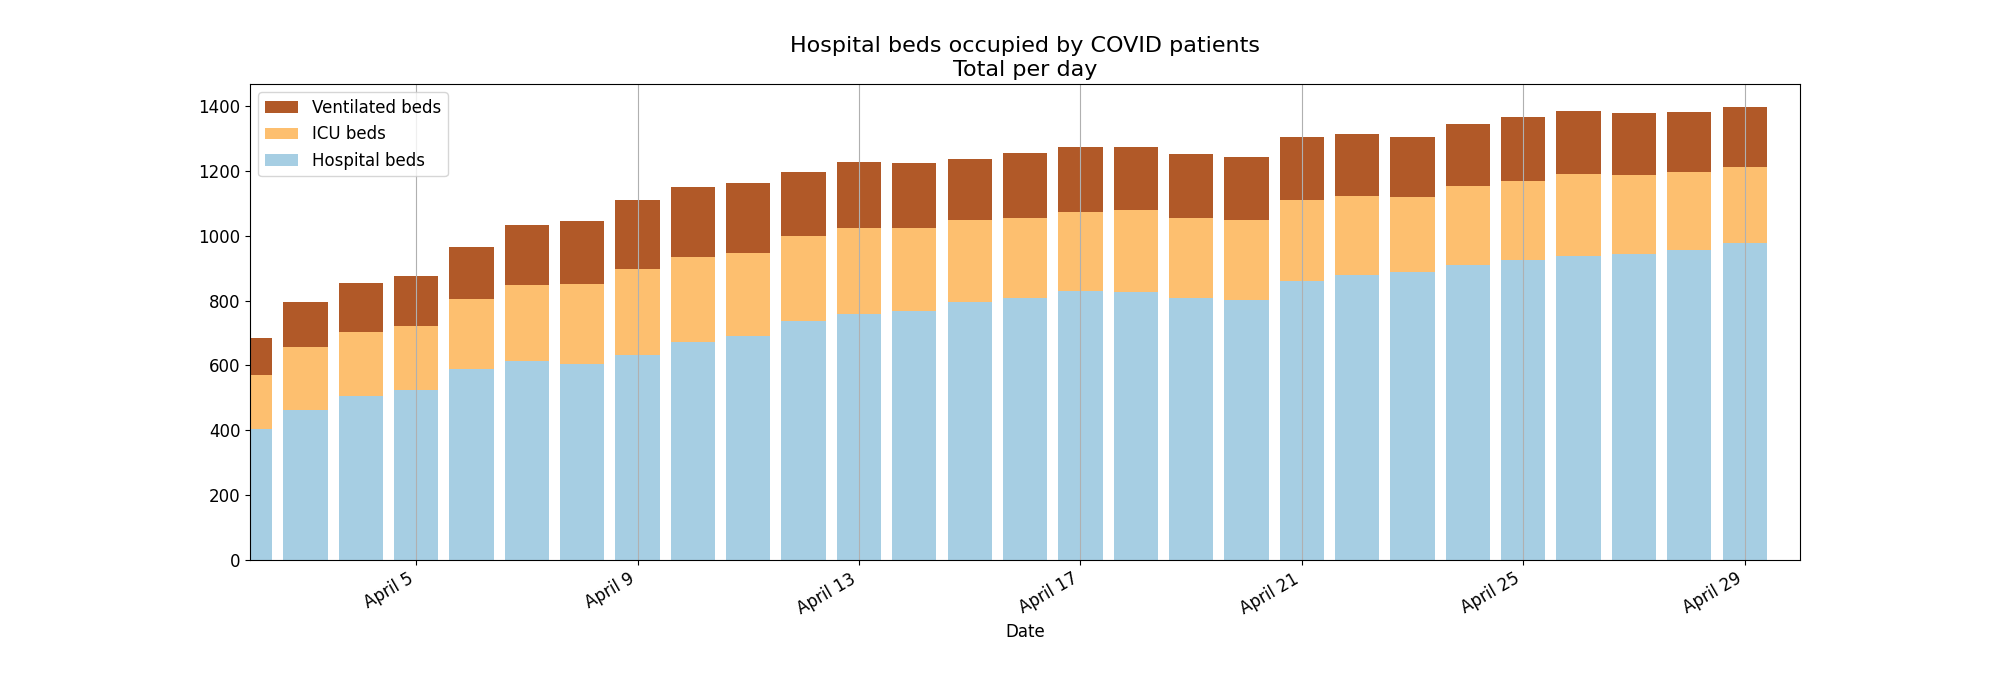 Hospital beds occupied by COVID patients
Total per day
Ventilated beds
ICU beds
Hospital beds
1400
1200
1000
800
600
400
200
0
April 5
April 9
April 13
April 17
April 21
April 25
April 29
Date